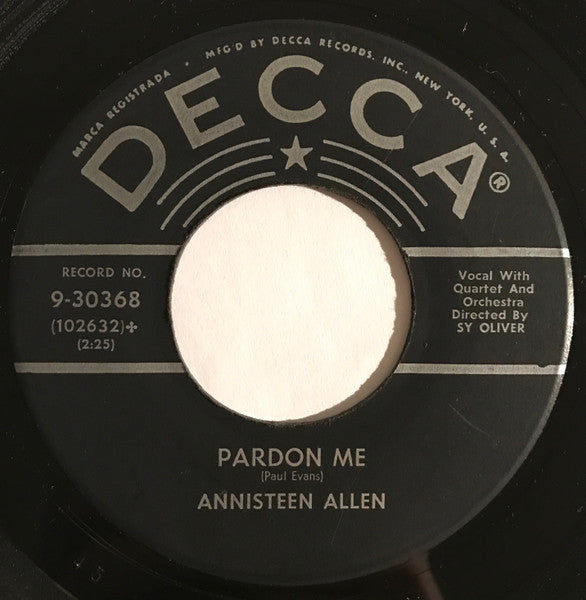 MARCA REGISTRADA • MFG'D BY DECCA RECORDS, INC., NEW YORK, U. S. A.
DECCA®
RECORD NO.
9-30368
(102632)+
(2:25)
Vocal With
Quartet And
Orchestra
Directed By
SY OLIVER
PARDON ME
(Paul Evans)
ANNISTEEN ALLEN